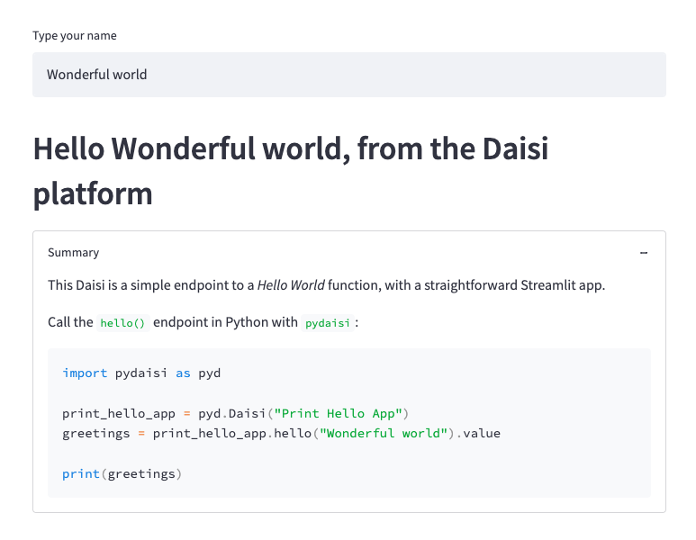 Type your name
Wonderful world
Hello Wonderful world, from the Daisi
platform
Summary
This Daisi is a simple endpoint to a Hello World function, with a straightforward Streamlit app.
Call the hello() endpoint in Python with pydaisi :
import pydaisi as pyd
print_hello_app = pyd.Daisi("Print Hello App")
greetings = print_hello_app.hello("Wonderful world").value
print(greetings)